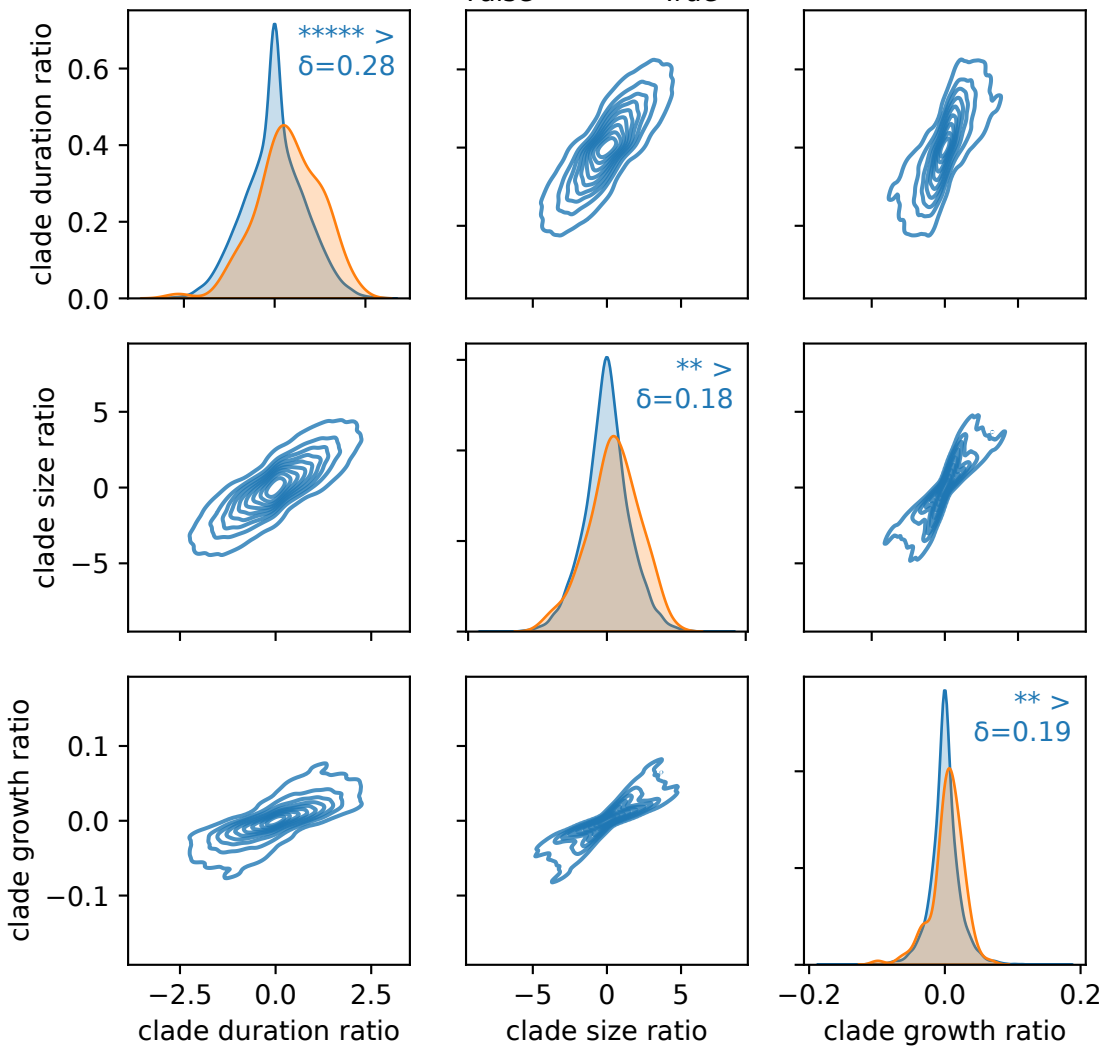 clade duration ratio
0.6
0.4
0.2
0.0
***** >
δ=0.28
clade size ratio
5
0
−5
** >
δ=0.18
clade growth ratio
0.1
0.0
−0.1
** >
δ=0.19
−2.5 0.0 2.5
−5 0 5
−0.2 0.0 0.2
clade duration ratio
clade size ratio
clade growth ratio